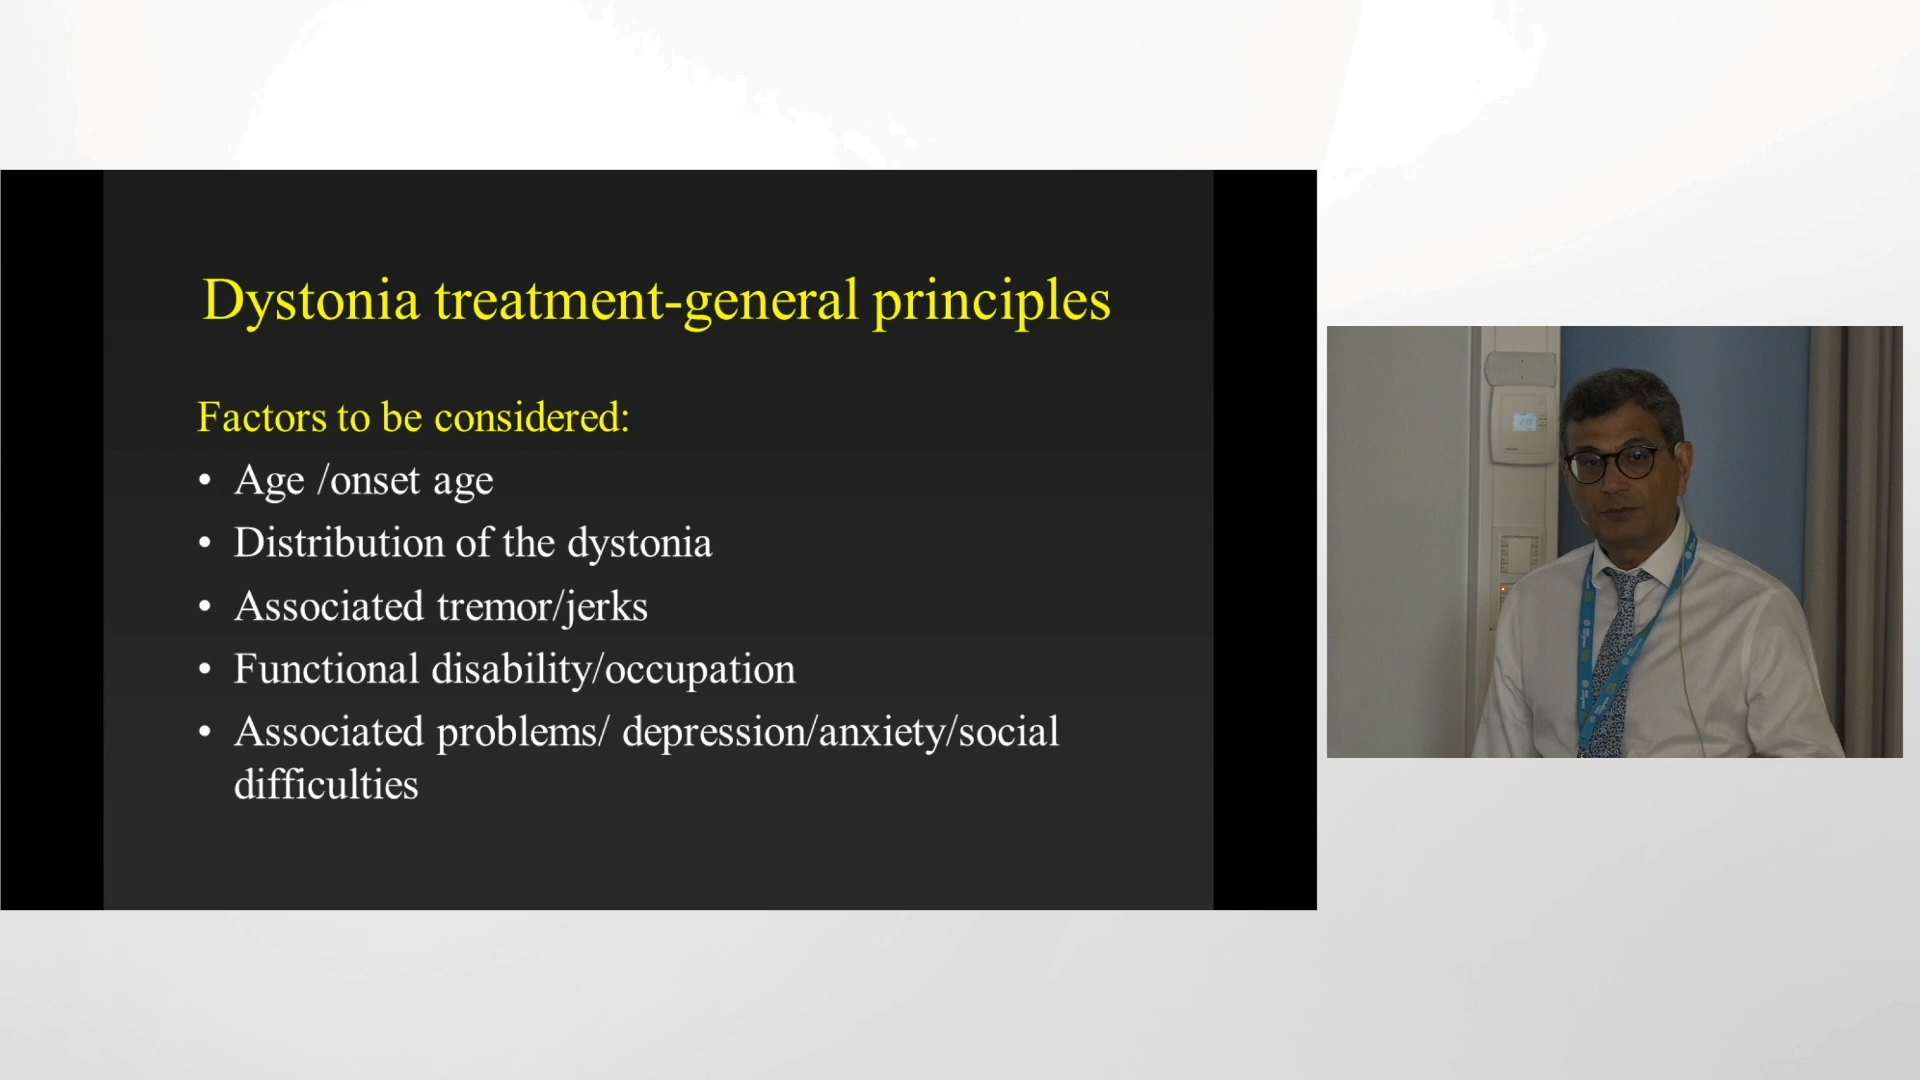 Dystonia treatment-general principles
Factors to be considered:
• Age /onset age
• Distribution of the dystonia
• Associated tremor/jerks
• Functional disability/occupation
• Associated problems/ depression/anxiety/social
difficulties